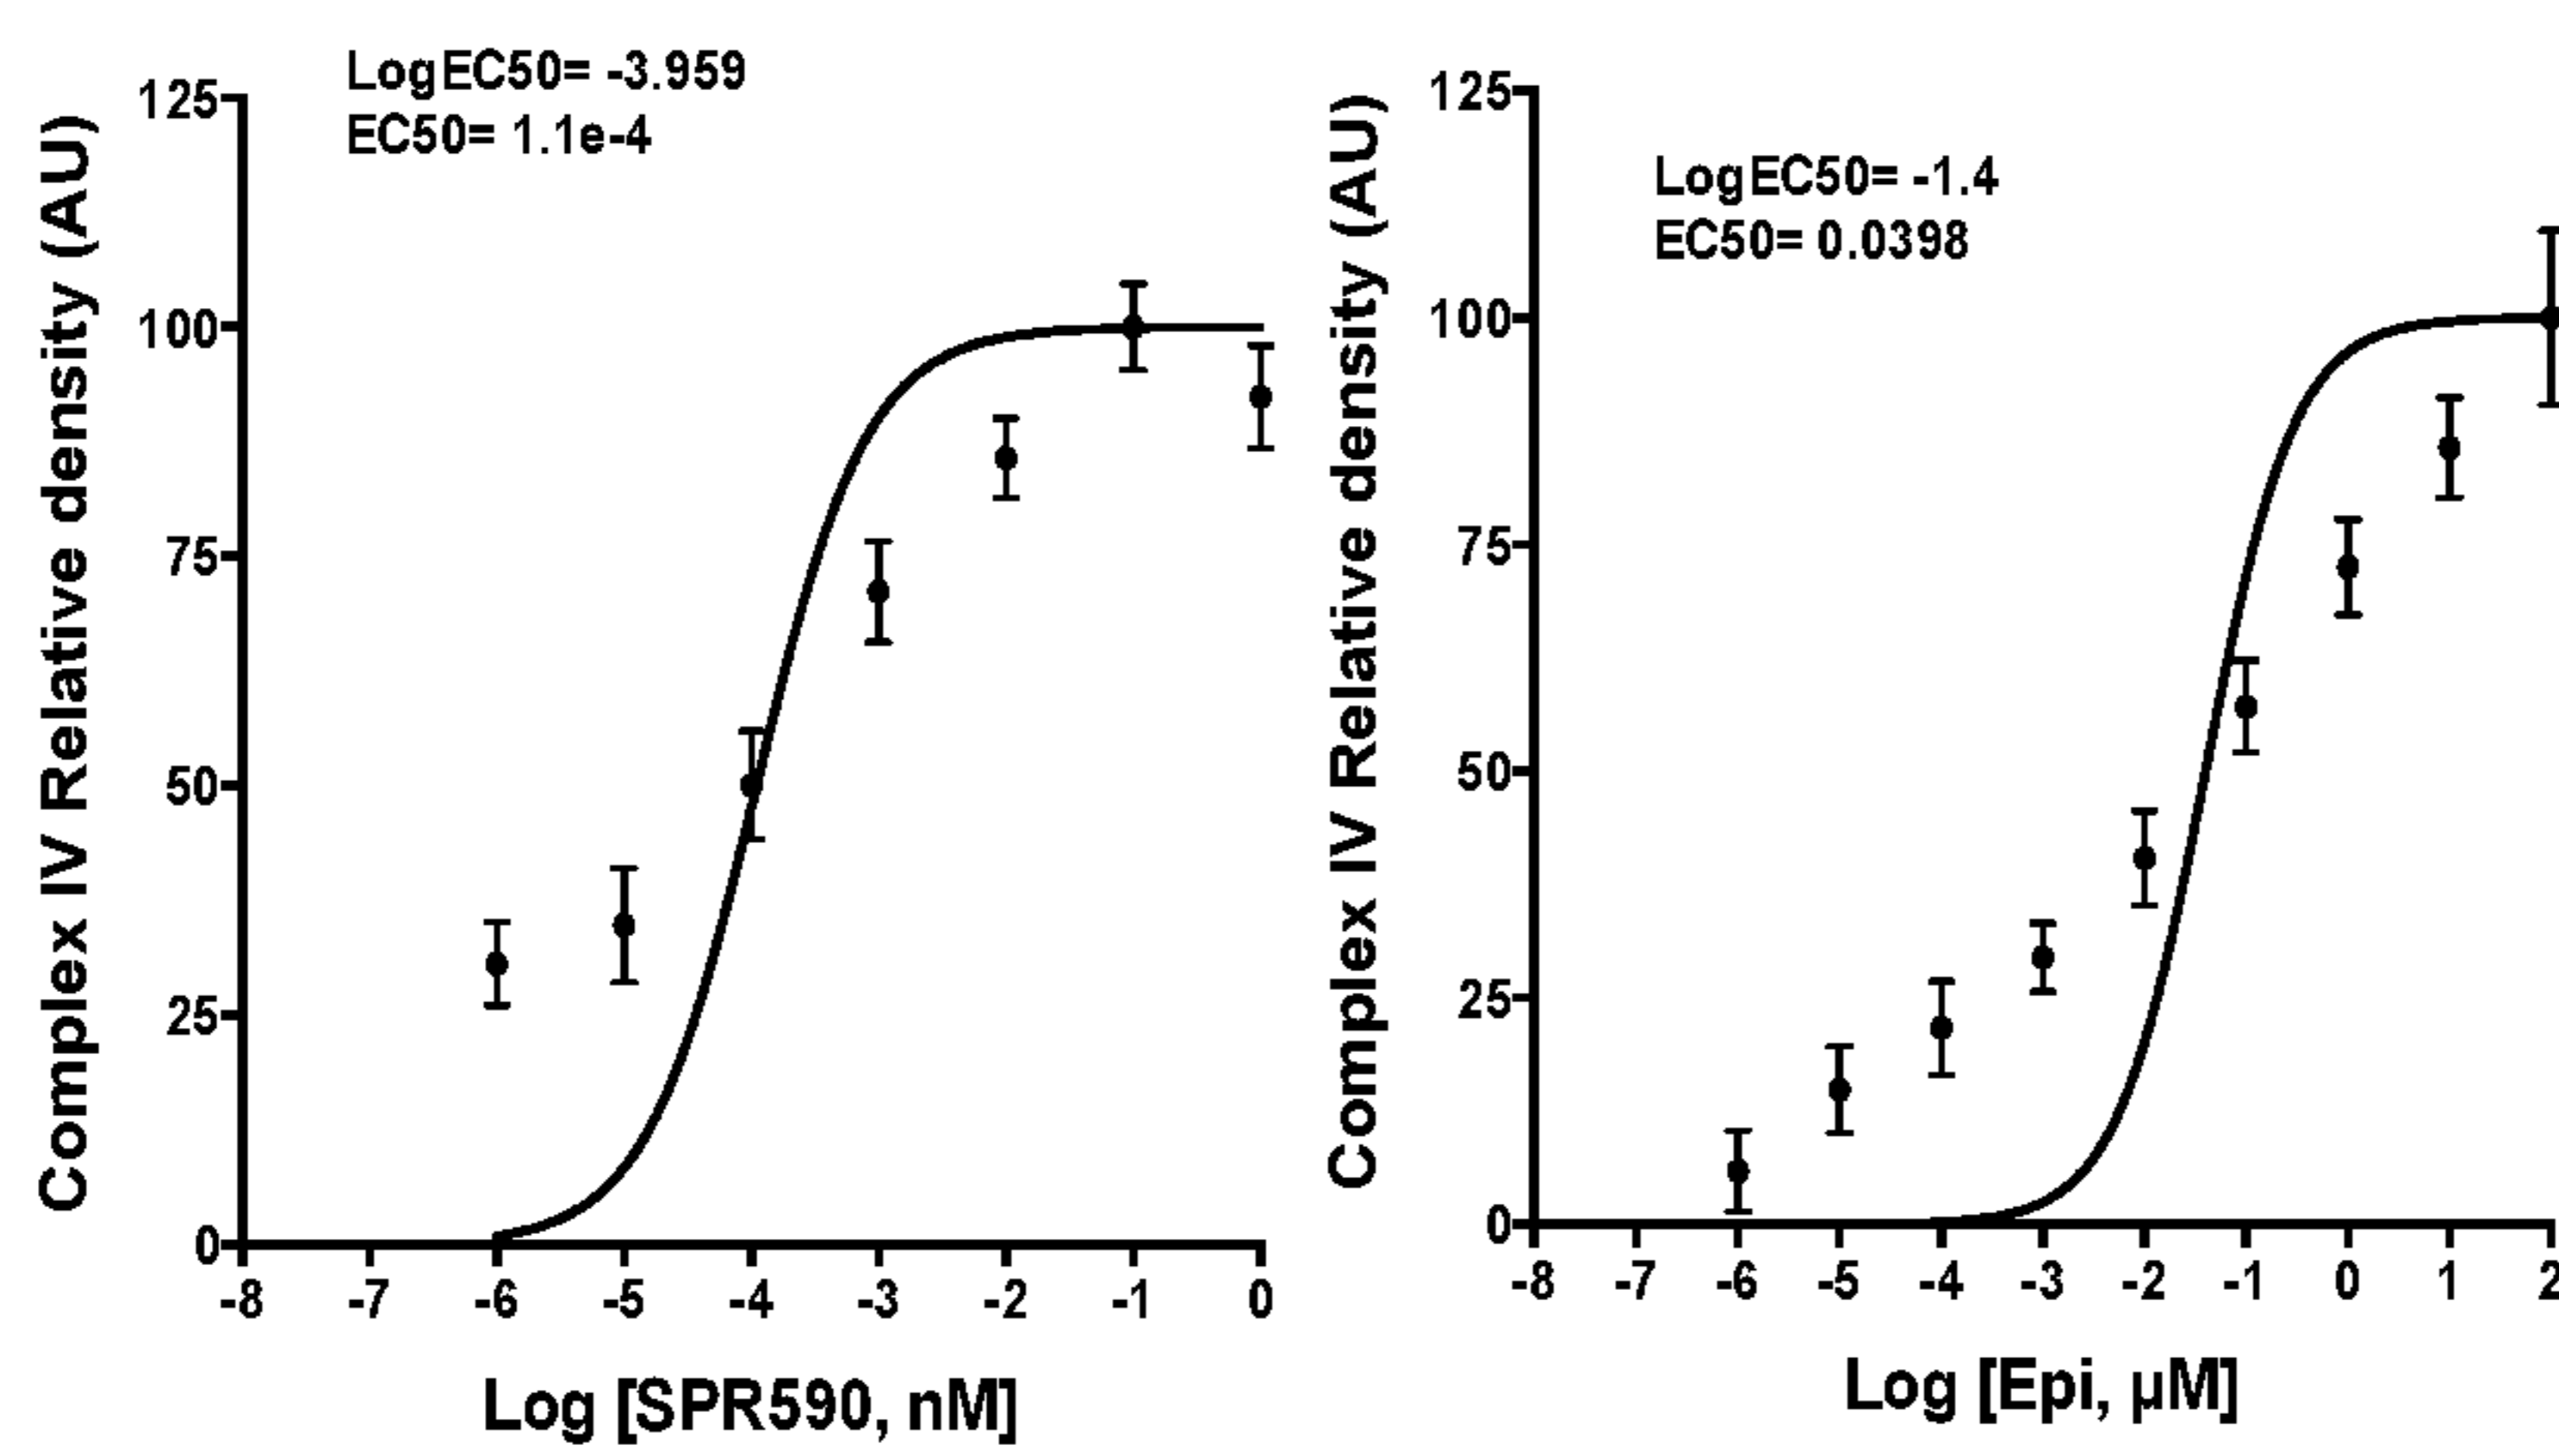 LogEC50= -3.959
EC50= 1.1e-4
Complex IV Relative density (AU)
125
100
75
50
25
0
-8 -7 -6 -5 -4 -3 -2 -1 0
Log [SPR590, nM]
LogEC50= -1.4
EC50= 0.0398
Complex IV Relative density (AU)
125
100
75
50
25
0
-8 -7 -6 -5 -4 -3 -2 -1 0 1 2
Log [Epi, µM]